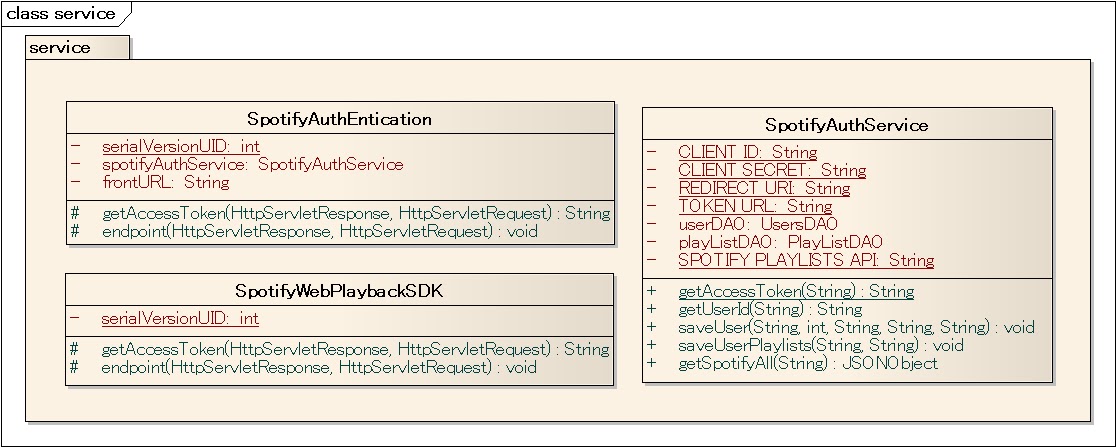 class service
service
SpotifyAuthEntication
- serialVersionUID: int
- spotifyAuthService: SpotifyAuthService
- frontURL: String
# getAccessToken(HttpServletResponse, HttpServletRequest) : String
# endpoint(HttpServletResponse, HttpServletRequest) : void
SpotifyWebPlaybackSDK
- serialVersionUID: int
# getAccessToken(HttpServletResponse, HttpServletRequest) : String
# endpoint(HttpServletResponse, HttpServletRequest) : void
SpotifyAuthService
- CLIENT_ID: String
- CLIENT_SECRET: String
- REDIRECT_URI: String
- TOKEN_URL: String
- userDAO: UsersDAO
- playListDAO: PlayListDAO
- SPOTIFY_PLAYLISTS_API: String
+ getAccessToken(String) : String
+ getUserId(String) : String
+ saveUser(String, int, String, String, String) : void
+ saveUserPlaylists(String, String) : void
+ getSpotifyAll(String) : JSONObject